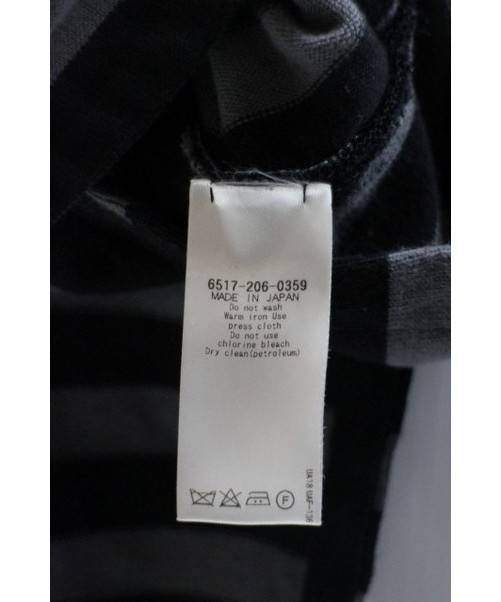 6517-206-0359
MADE IN JAPAN
Do not wash
Warm iron Use
press cloth
Do not use
chlorine bleach
Dry clean(petroleum)
F